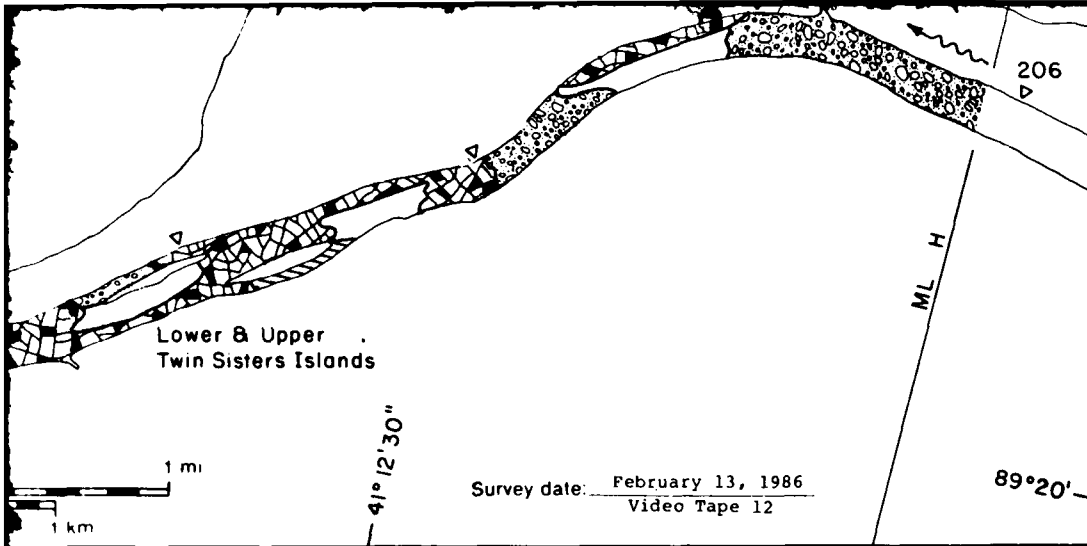 206
ML H
Lower & Upper
Twin Sisters Islands
1 mi
1 km
41°12'30"
Survey date: February 13, 1986
Video Tape 12
89°20'